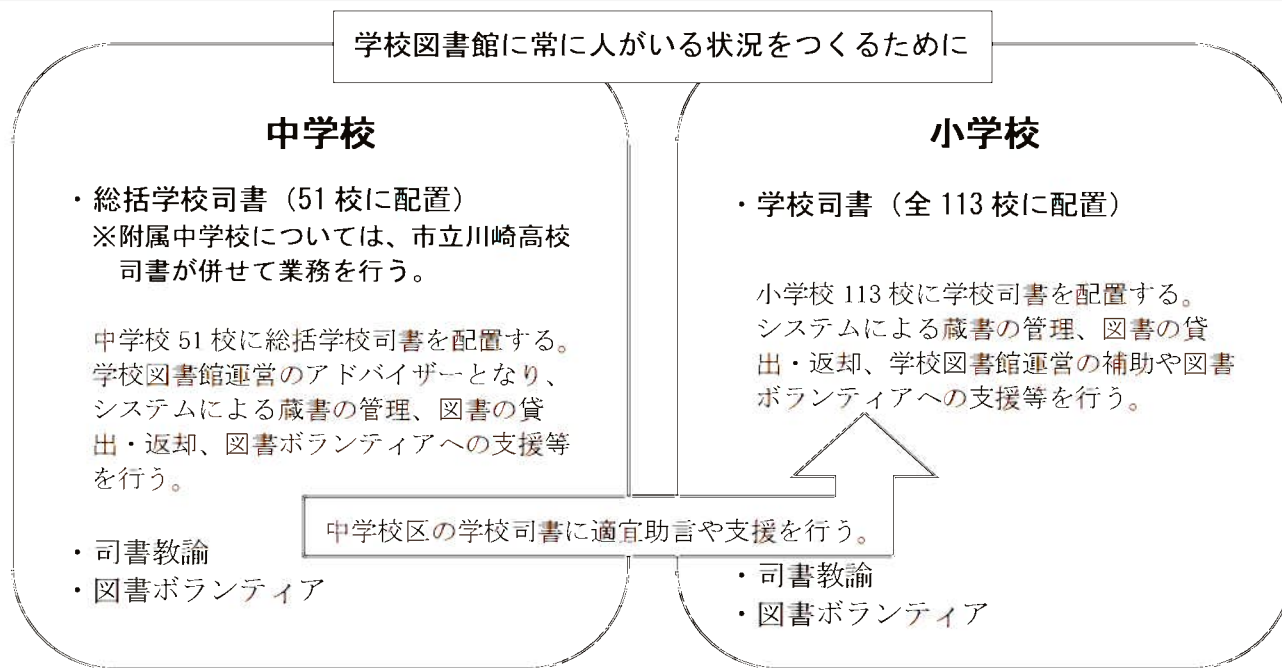 学校図書館に常に人がいる状況をつくるために
中学校
・総括学校司書（51 校に配置）
※附属中学校については、市立川崎高校
司書が併せて業務を行う。
中学校 51 校に総括学校司書を配置する。
学校図書館運営のアドバイザーとなり、
システムによる蔵書の管理、図書の貸
出・返却、図書ボランティアへの支援等
を行う。
・司書教諭
・図書ボランティア
中学校区の学校司書に適宜助言や支援を行う。
小学校
・学校司書（全 113 校に配置）
小学校 113 校に学校司書を配置する。
システムによる蔵書の管理、図書の貸
出・返却、学校図書館運営の補助や図書
ボランティアへの支援等を行う。
・司書教諭
・図書ボランティア